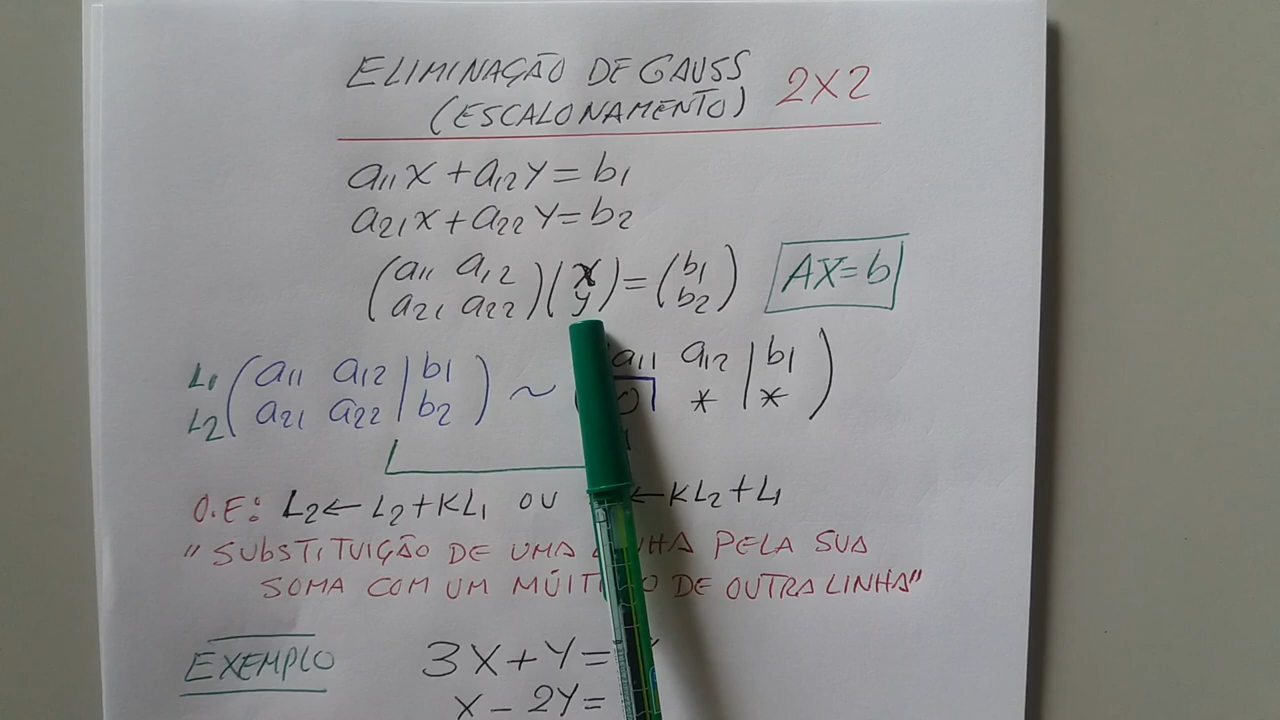 ELIMINAÇÃO DE GAUSS
(ESCALONAMENTO) 2X2
a11x + a12y = b1
a21x + a22y = b2
(a11 a12) (x) = (b1)
(a21 a22) (y) (b2) AX=b
L1 (a11 a12 | b1) ~ (a11 a12 | b1)
L2 (a21 a22 | b2) (0 * | *)
O.E: L2 ← L2 + KL1 OU ← KL2 + L1
"SUBSTITUIÇÃO DE UMA PELA SUA
SOMA COM UM DE OUTRA LINHA"
EXEMPLO 3X + Y =
X - 2Y =